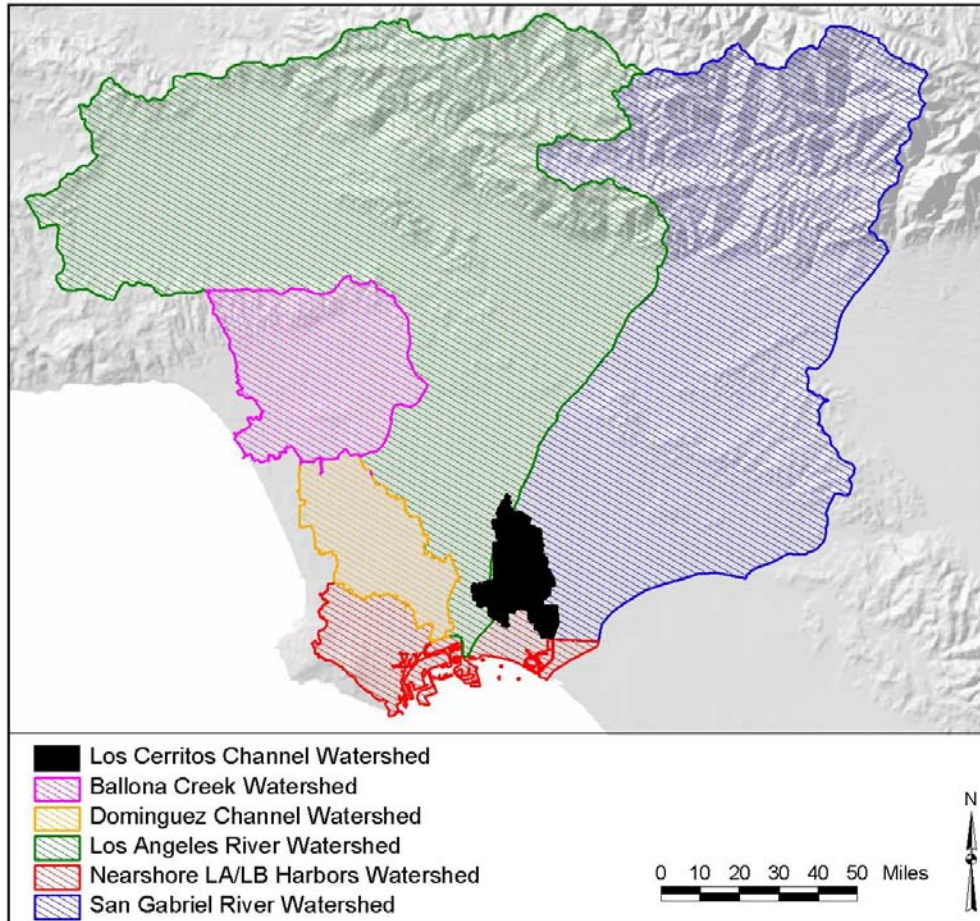 Los Cerritos Channel Watershed
Ballona Creek Watershed
Dominguez Channel Watershed
Los Angeles River Watershed
Nearshore LA/LB Harbors Watershed
San Gabriel River Watershed
N
0 10 20 30 40 50 Miles